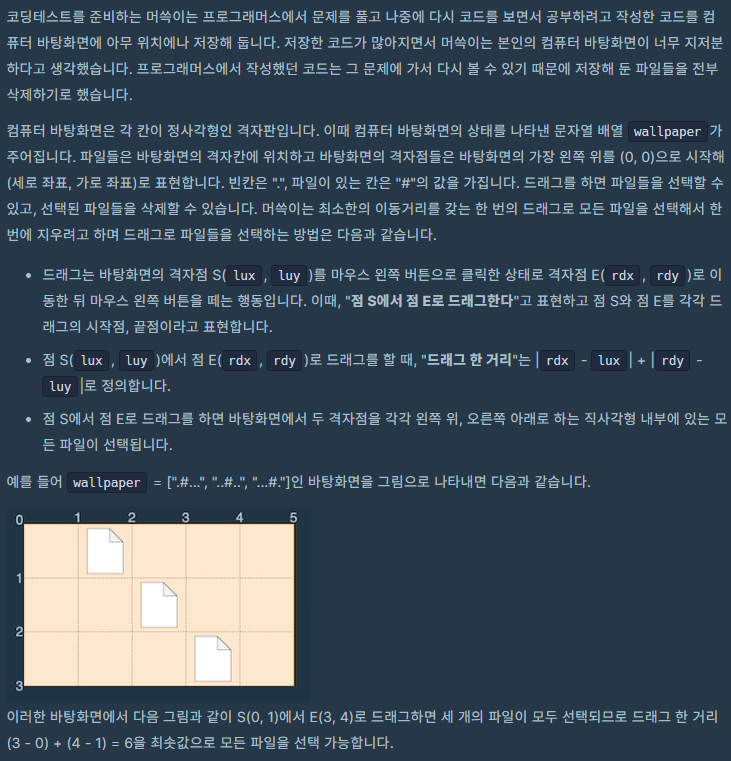 코딩테스트를 준비하는 머쓱이는 프로그래머스에서 문제를 풀고 나중에 다시 코드를 보면서 공부하려고 작성한 코드를 컴
퓨터 바탕화면에 아무 위치에나 저장해 둡니다. 저장한 코드가 많아지면서 머쓱이는 본인의 컴퓨터 바탕화면이 너무 지저분
하다고 생각했습니다. 프로그래머스에서 작성했던 코드는 그 문제에 가서 다시 볼 수 있기 때문에 저장해 둔 파일들을 전부
삭제하기로 했습니다.
컴퓨터 바탕화면은 각 칸이 정사각형인 격자판입니다. 이때 컴퓨터 바탕화면의 상태를 나타낸 문자열 배열 wallpaper 가
주어집니다. 파일들은 바탕화면의 격자칸에 위치하고 바탕화면의 격자점들은 바탕화면의 가장 왼쪽 위를 (0, 0)으로 시작해
(세로 좌표, 가로 좌표)로 표현합니다. 빈칸은 ".", 파일이 있는 칸은 "#"의 값을 가집니다. 드래그를 하면 파일들을 선택할 수
있고, 선택된 파일들을 삭제할 수 있습니다. 머쓱이는 최소한의 이동거리를 갖는 한 번의 드래그로 모든 파일을 선택해서 한
번에 지우려고 하며 드래그로 파일들을 선택하는 방법은 다음과 같습니다.
• 드래그는 바탕화면의 격자점 S( lux , luy )를 마우스 왼쪽 버튼으로 클릭한 상태로 격자점 E( rdx , rdy )로 이
동한 뒤 마우스 왼쪽 버튼을 떼는 행동입니다. 이때, "점 S에서 점 E로 드래그한다"고 표현하고 점 S와 점 E를 각각 드
래그의 시작점, 끝점이라고 표현합니다.
• 점 S( lux , luy )에서 점 E( rdx , rdy )로 드래그를 할 때, "드래그 한 거리"는 | rdx - lux | + | rdy -
luy |로 정의합니다.
• 점 S에서 점 E로 드래그를 하면 바탕화면에서 두 격자점을 각각 왼쪽 위, 오른쪽 아래로 하는 직사각형 내부에 있는 모
든 파일이 선택됩니다.
예를 들어 wallpaper = [".#...", "..#..", "...#."]인 바탕화면을 그림으로 나타내면 다음과 같습니다.
0 1 2 3 4 5
1
2
3
이러한 바탕화면에서 다음 그림과 같이 S(0, 1)에서 E(3, 4)로 드래그하면 세 개의 파일이 모두 선택되므로 드래그 한 거리
(3 - 0) + (4 - 1) = 6을 최솟값으로 모든 파일을 선택 가능합니다.